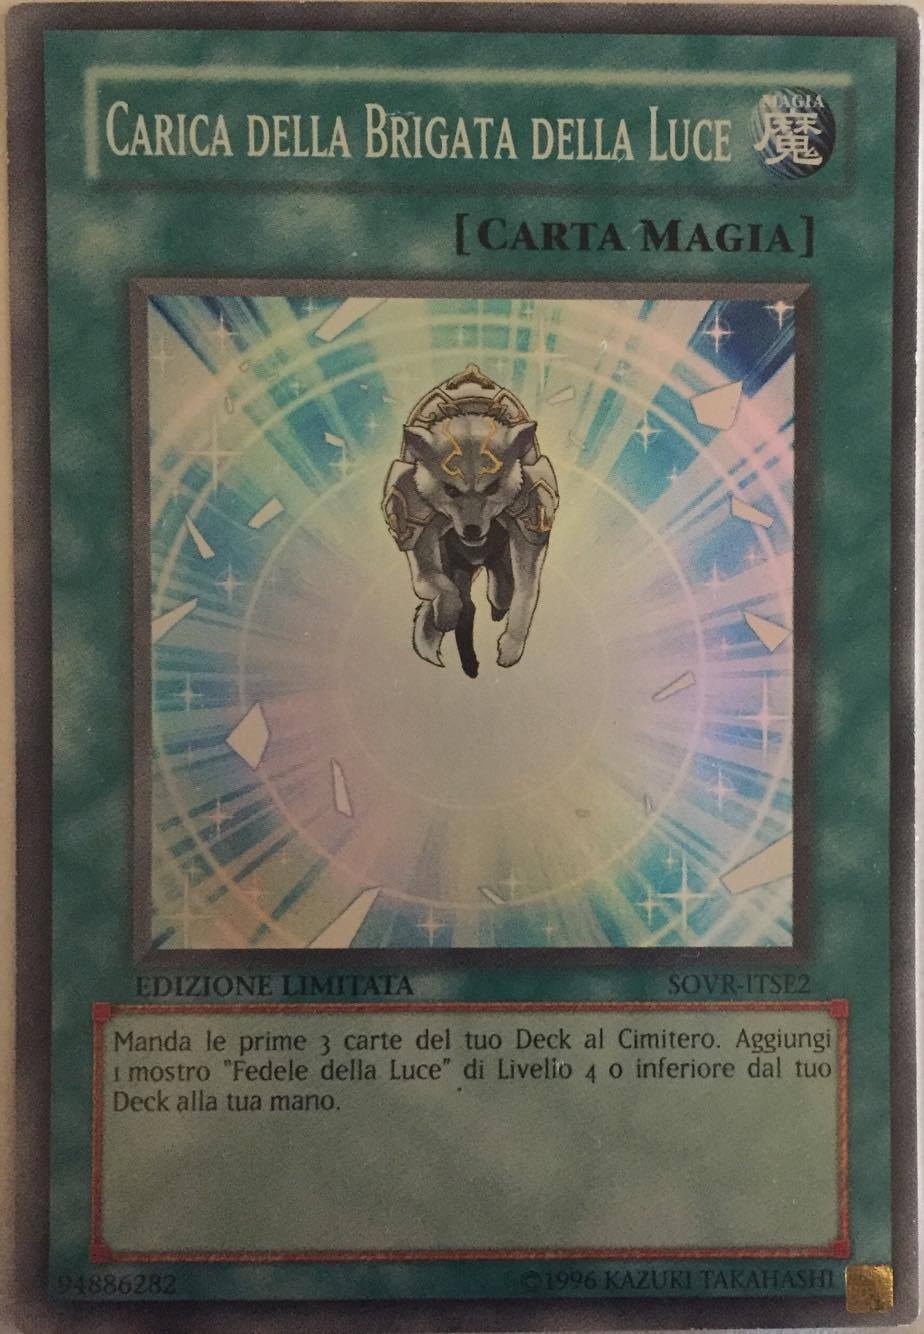 CARICA DELLA BRIGATA DELLA LUCE
MAGIA
魔
[CARTA MAGIA]
EDIZIONE LIMITATA
SOVR-ITSE2
Manda le prime 3 carte del tuo Deck al Cimitero. Aggiungi
1 mostro "Fedele della Luce" di Livello 4 o inferiore dal tuo
Deck alla tua mano.
94886282
©1996 KAZUKI TAKAHASHI